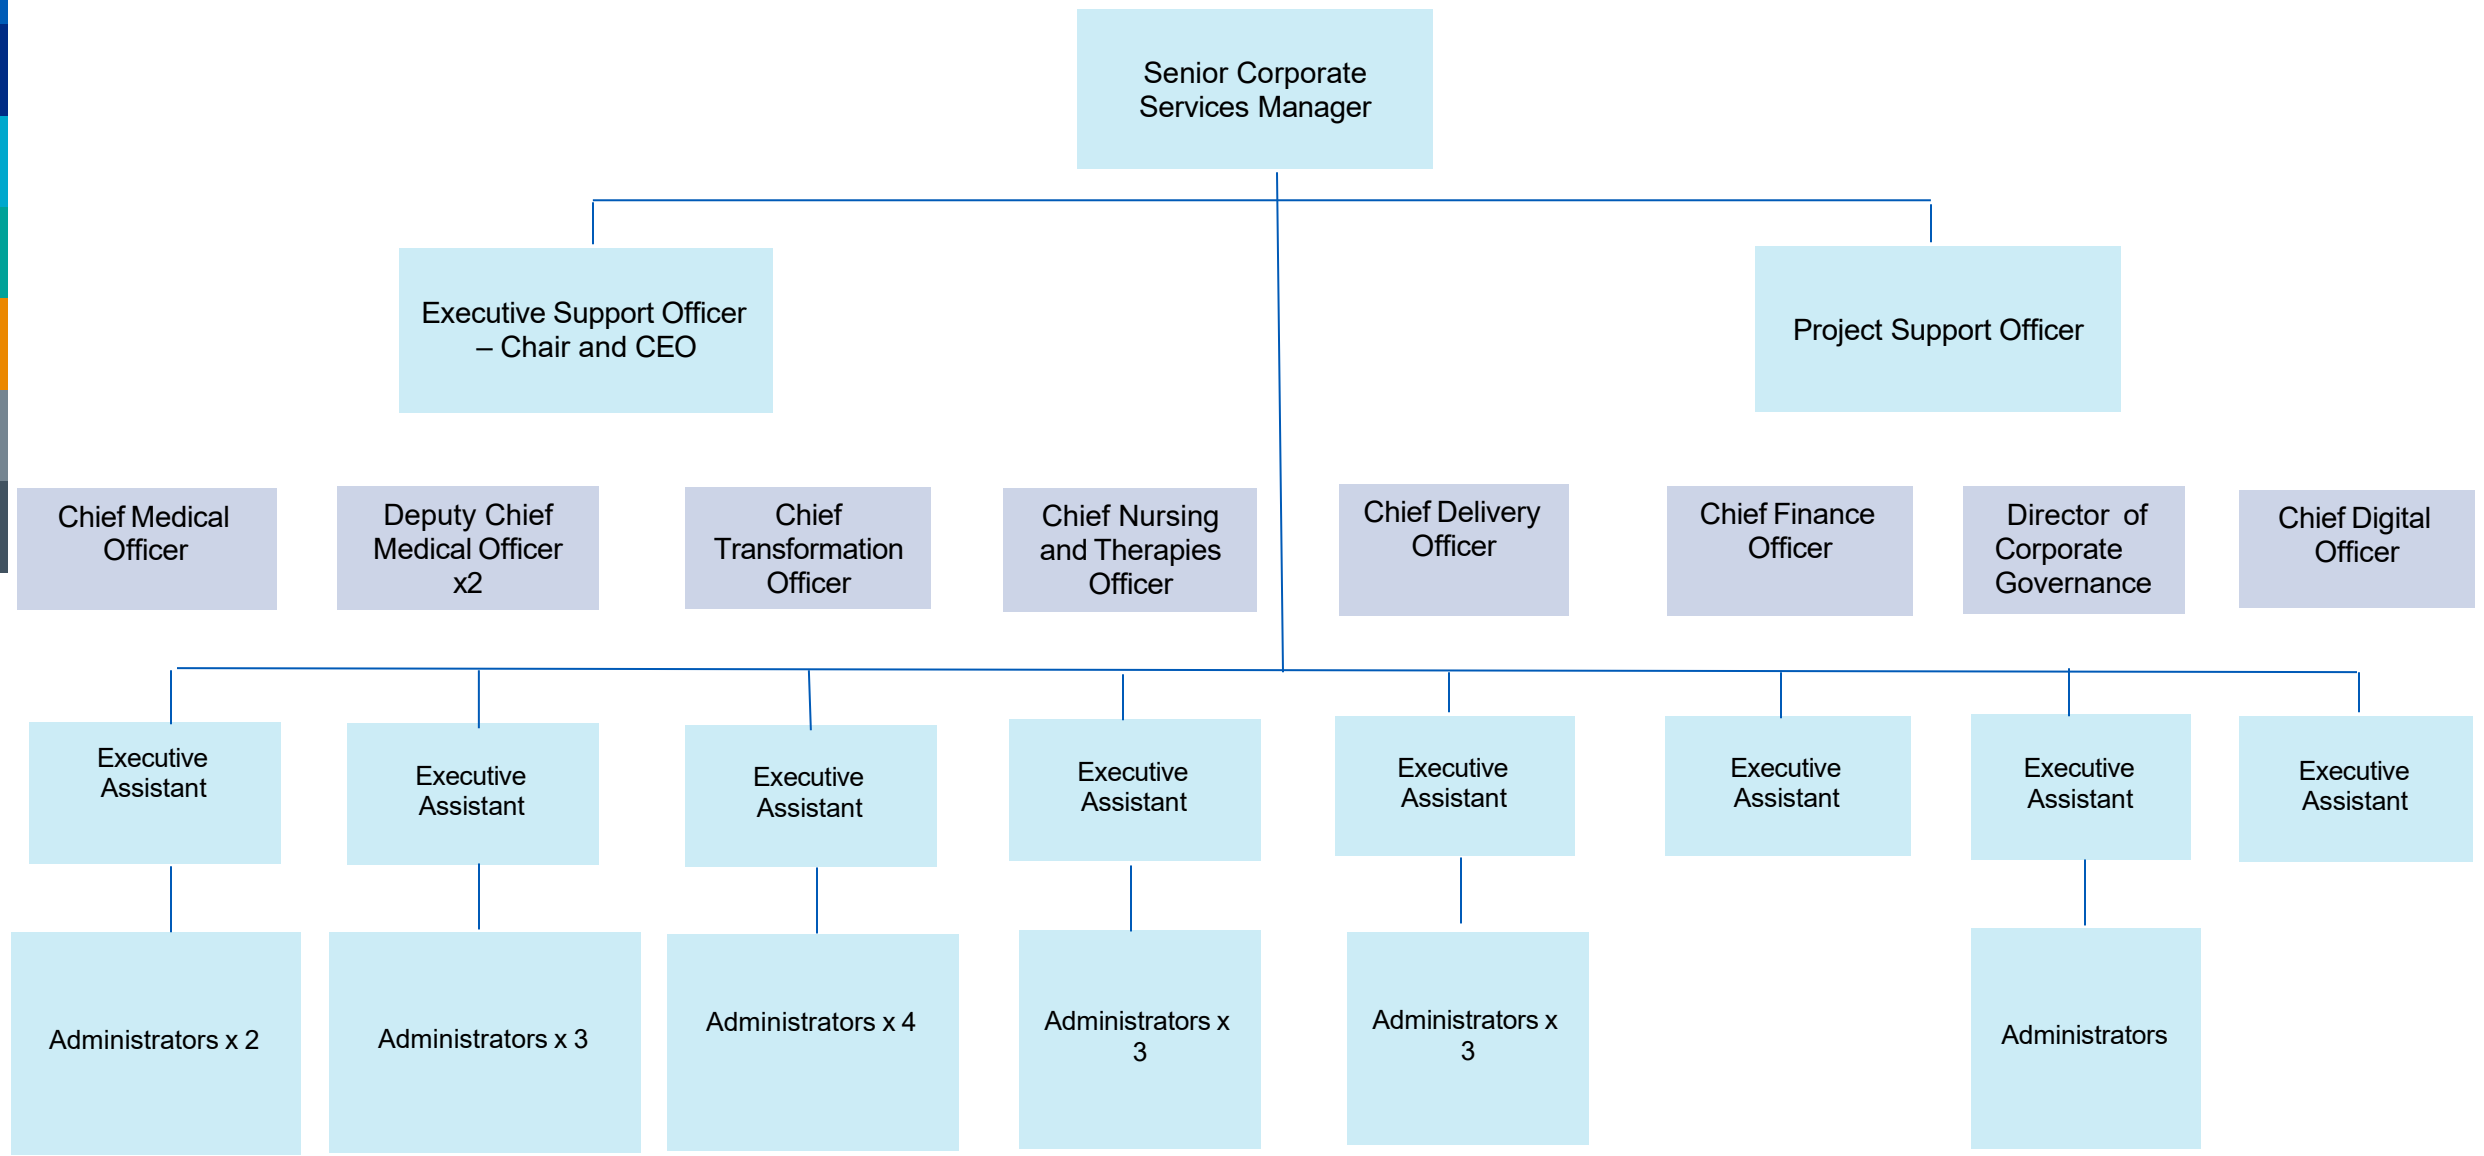 Senior Corporate
Services Manager
Executive Support Officer
– Chair and CEO
Project Support Officer
Chief Medical
Officer
Deputy Chief
Medical Officer
x2
Chief
Transformation
Officer
Chief Nursing
and Therapies
Officer
Chief Delivery
Officer
Chief Finance
Officer
Director of
Corporate
Governance
Chief Digital
Officer
Executive
Assistant
Executive
Assistant
Executive
Assistant
Executive
Assistant
Executive
Assistant
Executive
Assistant
Executive
Assistant
Executive
Assistant
Administrators x 2
Administrators x 3
Administrators x 4
Administrators x
3
Administrators x
3
Administrators